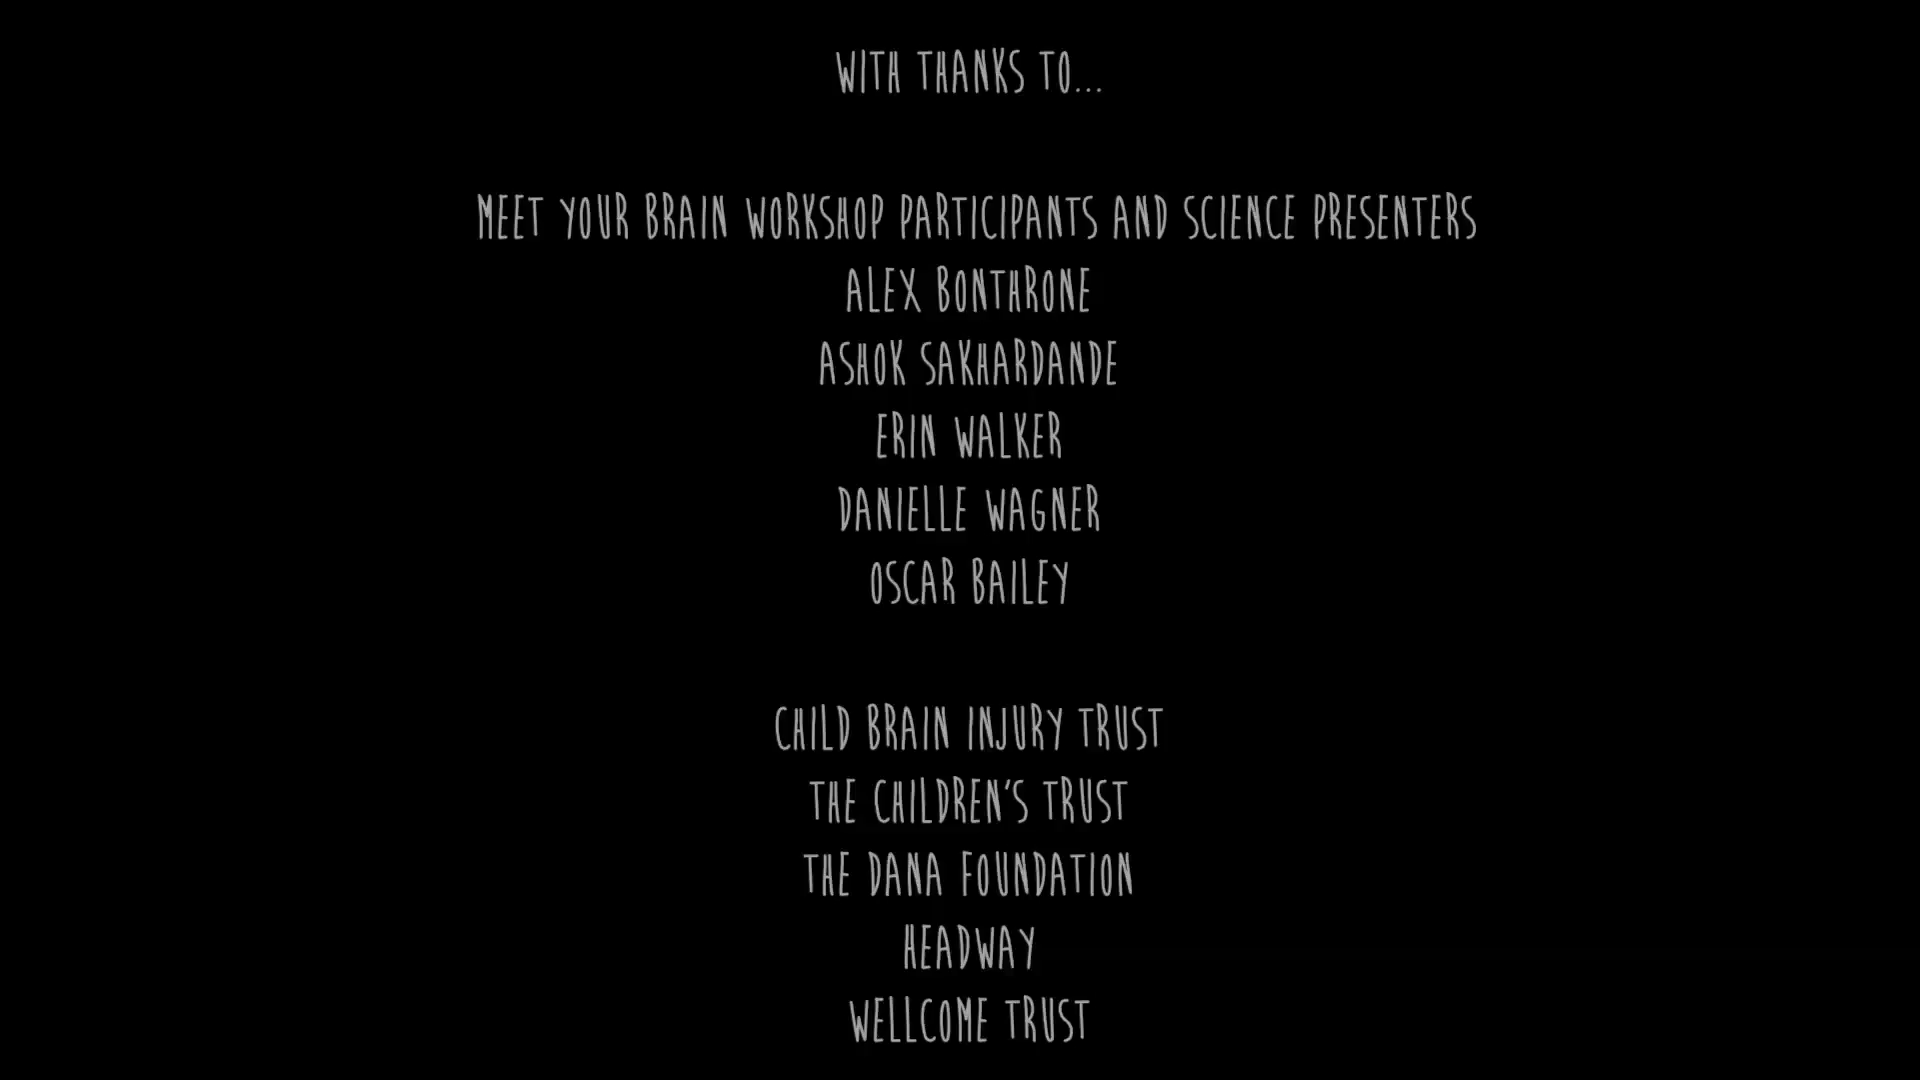 WITH THANKS TO...
MEET YOUR BRAIN WORKSHOP PARTICIPANTS AND SCIENCE PRESENTERS
ALEX BONTHRONE
ASHOK SAKHARDANDE
ERIN WALKER
DANIELLE WAGNER
OSCAR BAILEY
CHILD BRAIN INJURY TRUST
THE CHILDREN'S TRUST
THE DANA FOUNDATION
HEADWAY
WELLCOME TRUST